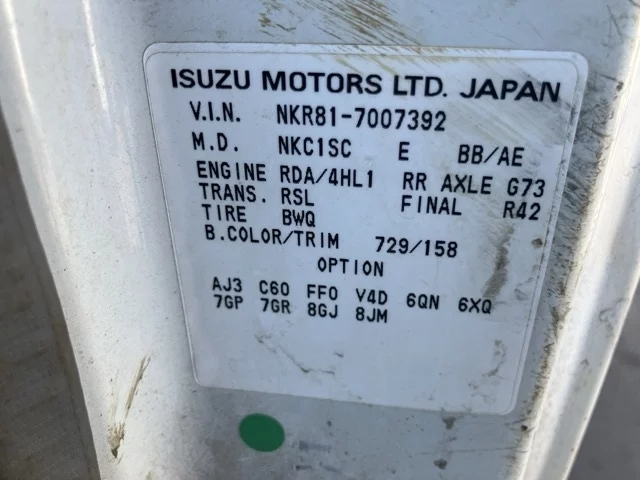 ISUZU MOTORS LTD. JAPAN
V.I.N. NKR81-7007392
M.D. NKC1SC E BB/AE
ENGINE RDA/4HL1 RR AXLE G73
TRANS. RSL FINAL R42
TIRE BWQ
B.COLOR/TRIM 729/158
OPTION
AJ3 C60 FF0 V4D 6QN 6XQ
7GP 7GR 8GJ 8JM